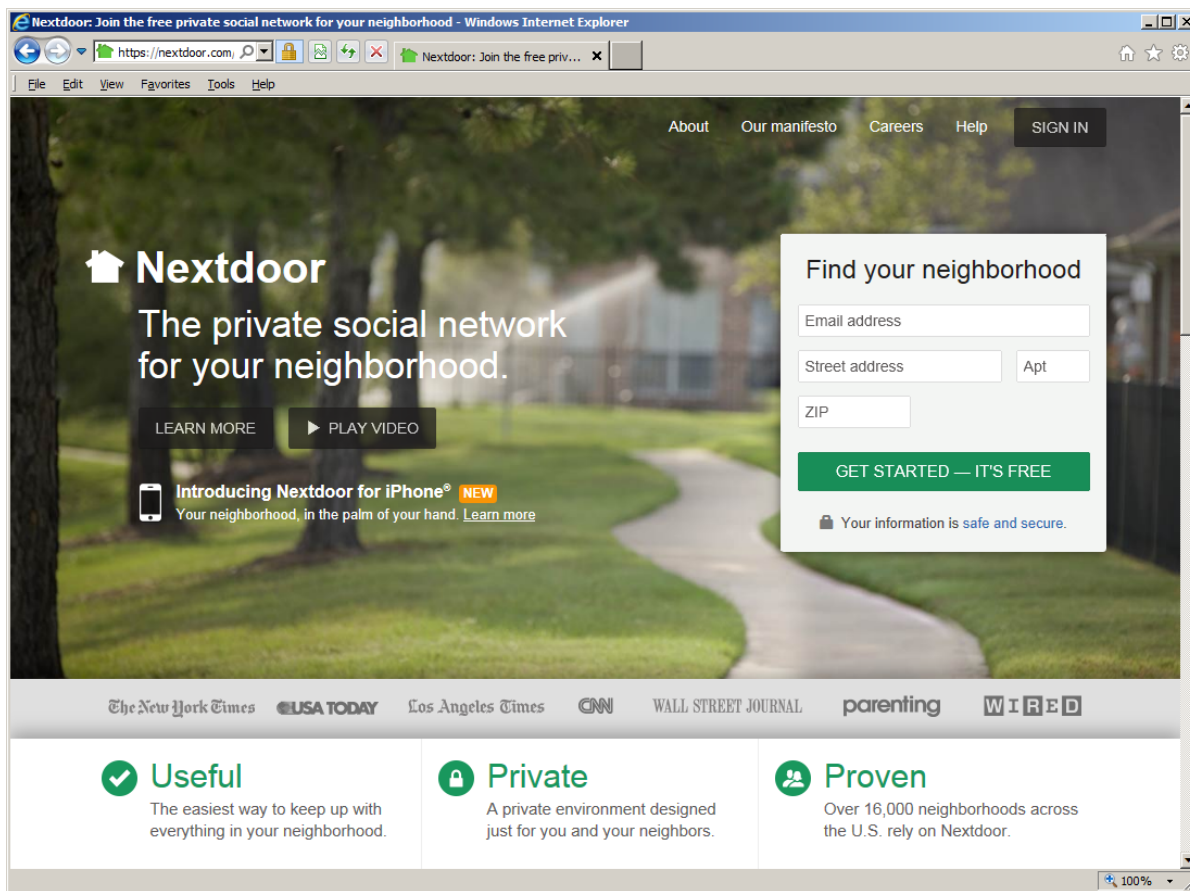 Nextdoor: Join the free private social network for your neighborhood - Windows Internet Explorer
https://nextdoor.com/
Nextdoor: Join the free priv...
File Edit View Favorites Tools Help
About Our manifesto Careers Help SIGN IN
Nextdoor
The private social network
for your neighborhood.
LEARN MORE PLAY VIDEO
Introducing Nextdoor for iPhone® NEW
Your neighborhood, in the palm of your hand. Learn more
Find your neighborhood
Email address
Street address Apt
ZIP
GET STARTED — IT'S FREE
Your information is safe and secure.
The New York Times USA TODAY Los Angeles Times CNN WALL STREET JOURNAL parenting WIRED
Useful
The easiest way to keep up with
everything in your neighborhood.
Private
A private environment designed
just for you and your neighbors.
Proven
Over 16,000 neighborhoods across
the U.S. rely on Nextdoor.
100%